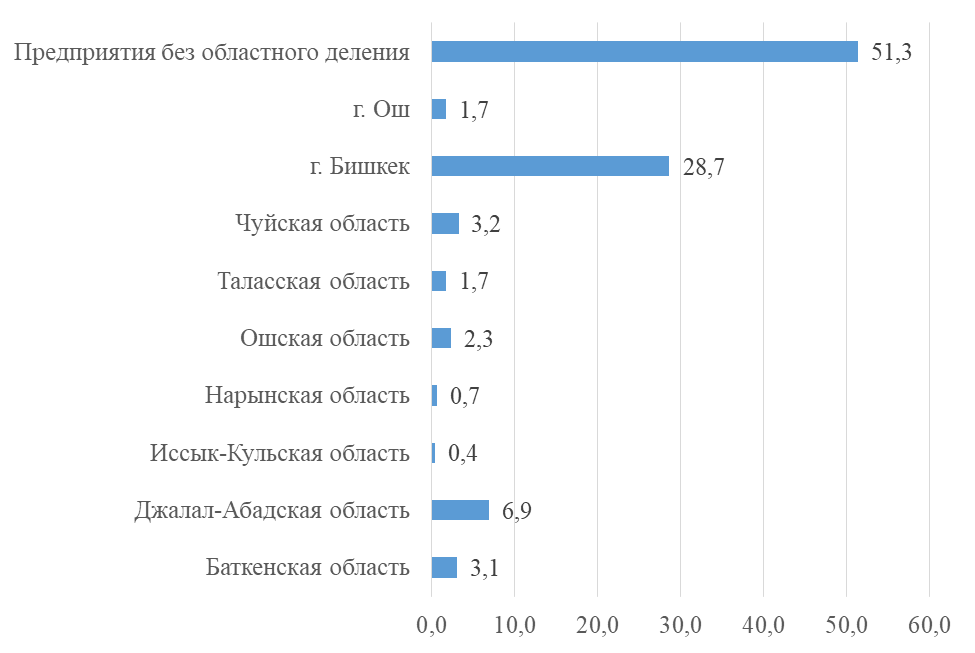 Предприятия без областного деления 51,3
г. Ош 1,7
г. Бишкек 28,7
Чуйская область 3,2
Таласская область 1,7
Ошская область 2,3
Нарынская область 0,7
Иссык-Кульская область 0,4
Джалал-Абадская область 6,9
Баткенская область 3,1
0,0 10,0 20,0 30,0 40,0 50,0 60,0